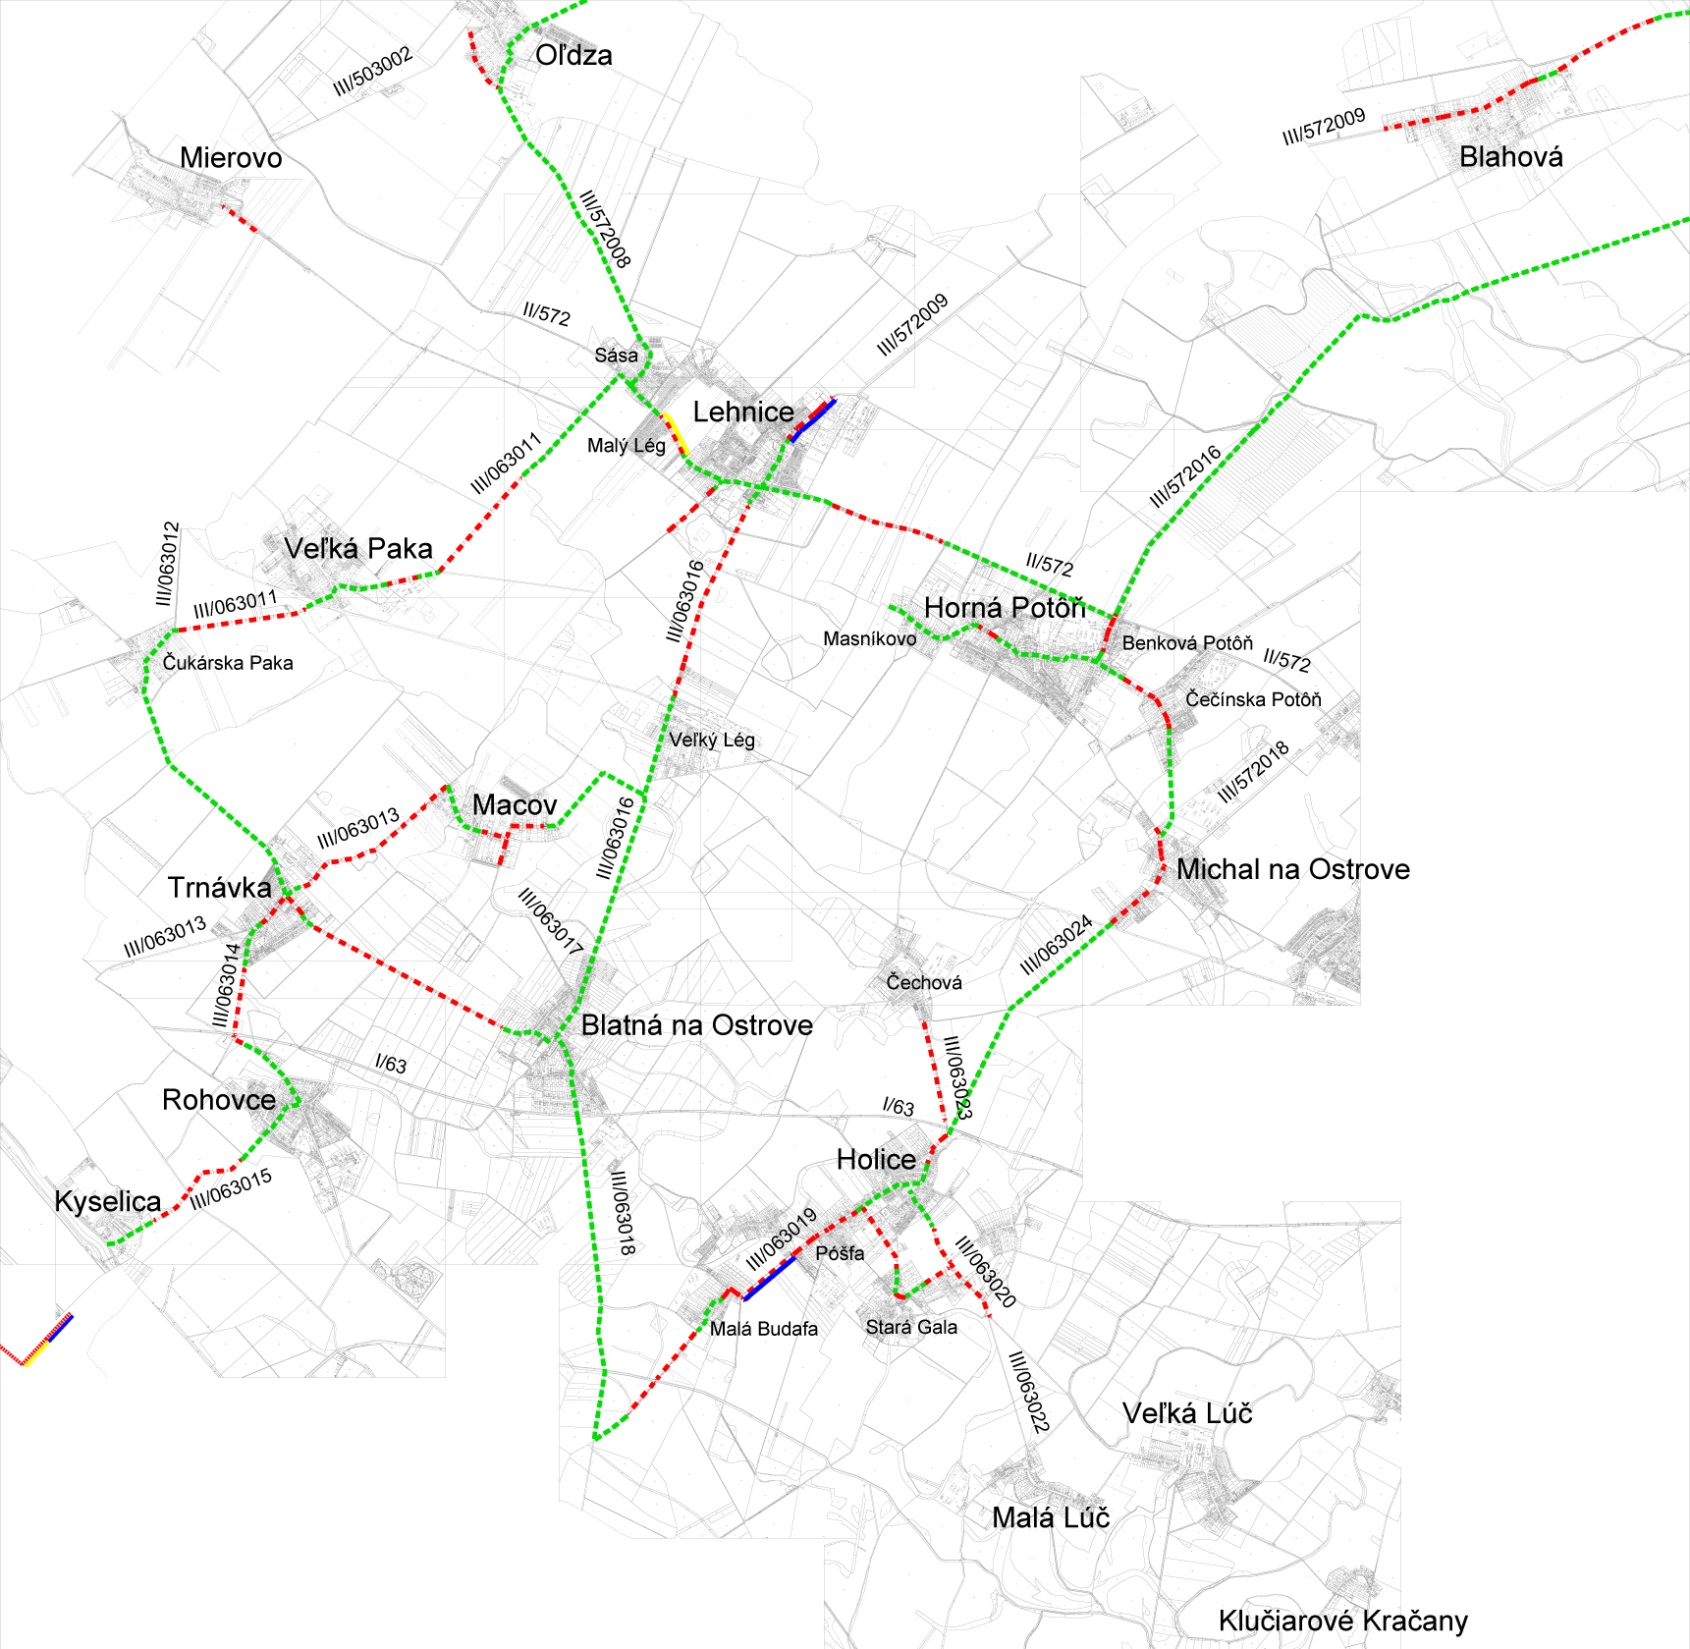 Oľdza
III/503002
III/572009
Blahová
Mierovo
III/572008
II/572
III/572009
Sása
Lehnice
Malý Lég
III/063011
III/572016
Veľká Paka
III/063012
II/572
III/063016
III/063011
Horná Potôň
Masníkovo
Benková Potôň
II/572
Čukárska Paka
Čečínska Potôň
Veľký Lég
III/572018
Macov
III/063013
III/063016
Michal na Ostrove
Trnávka
III/063017
III/063013
III/063024
III/063014
Čechová
Blatná na Ostrove
I/63
III/063023
Rohovce
I/63
Holice
III/063015
Kyselica
III/063018
III/063019
Póšfa
III/063020
Malá Budafa
Stará Gala
III/063022
Veľká Lúč
Malá Lúč
Klučiarové Kračany